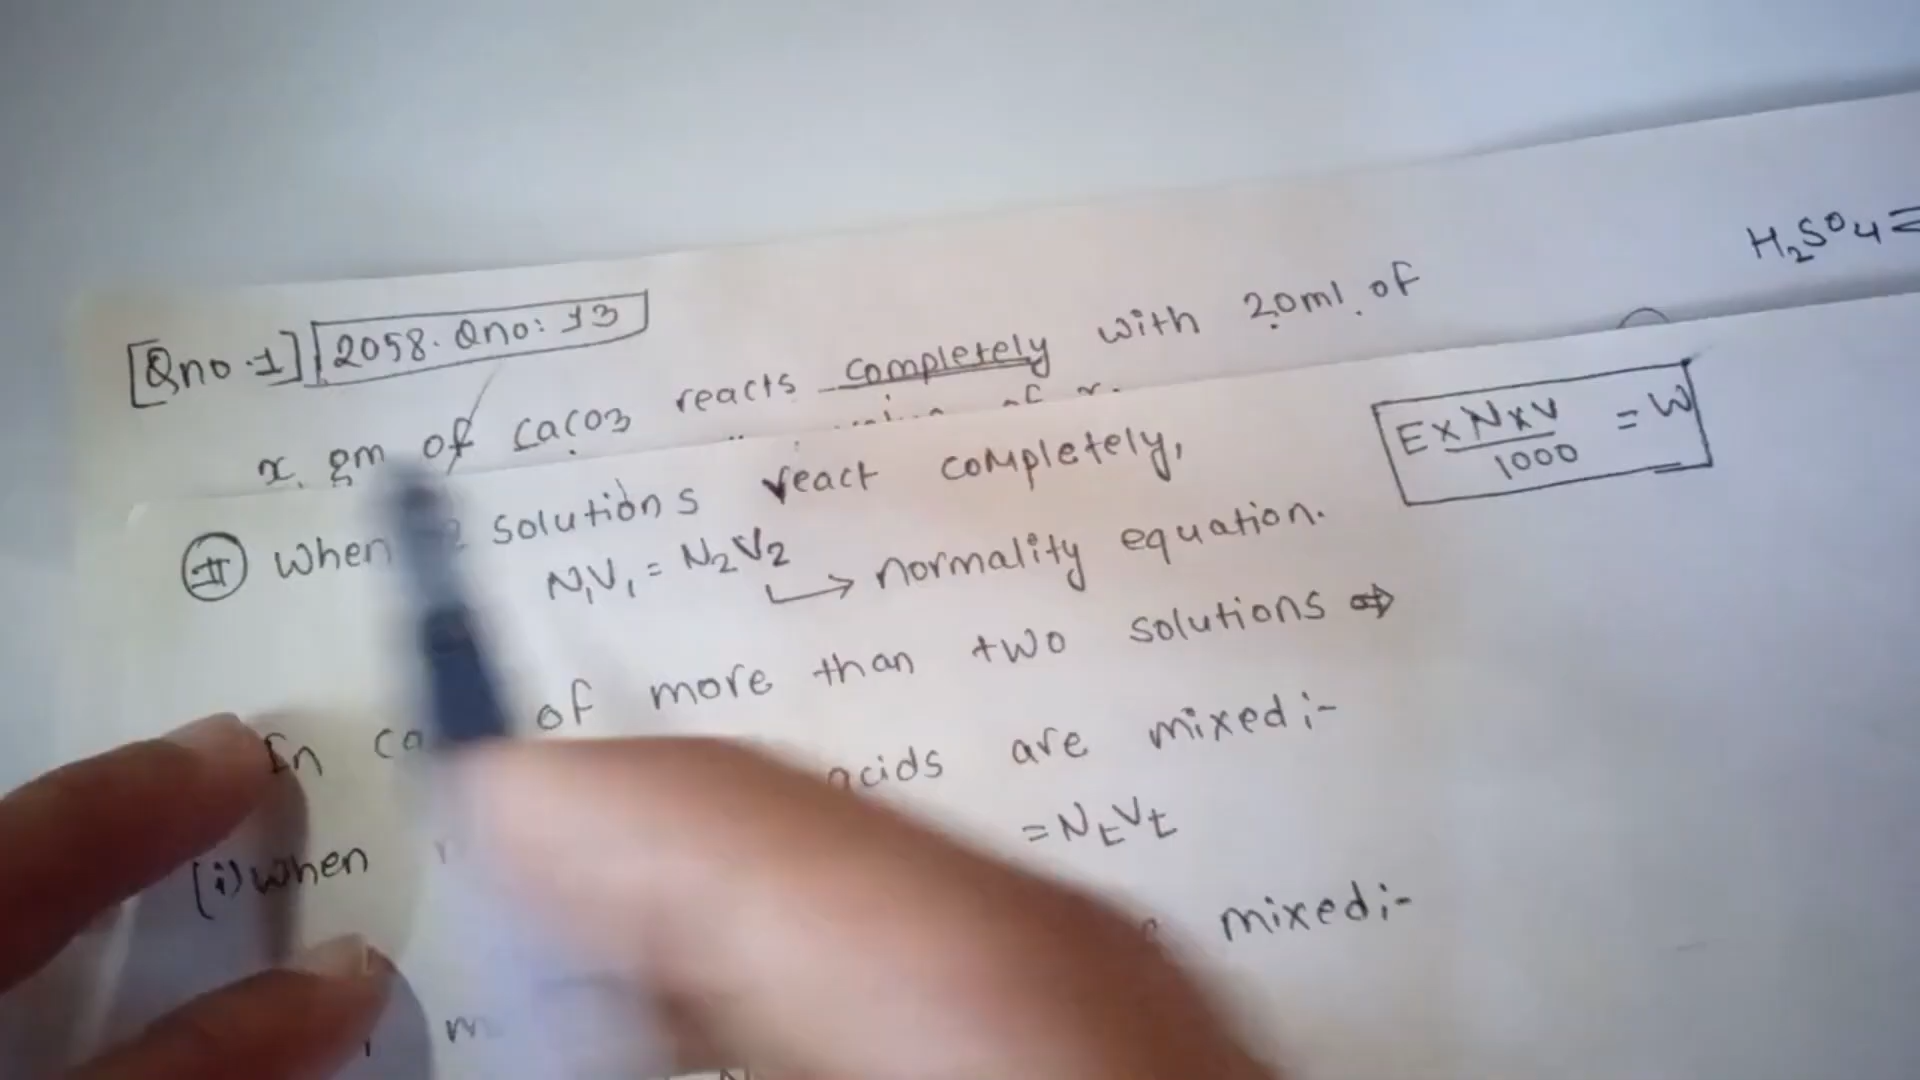 [Qno.1] 2058. Qno: 13
x gm of CaCO3 reacts completely with 20ml of
H2SO4 =
II When 2 solutions react completely,
N1V1 = N2V2
→ normality equation.
E×N×V/1000 = W
In of more than two solutions ⇒
(i) when acids are mixed:-
= NtVt
mixed:-